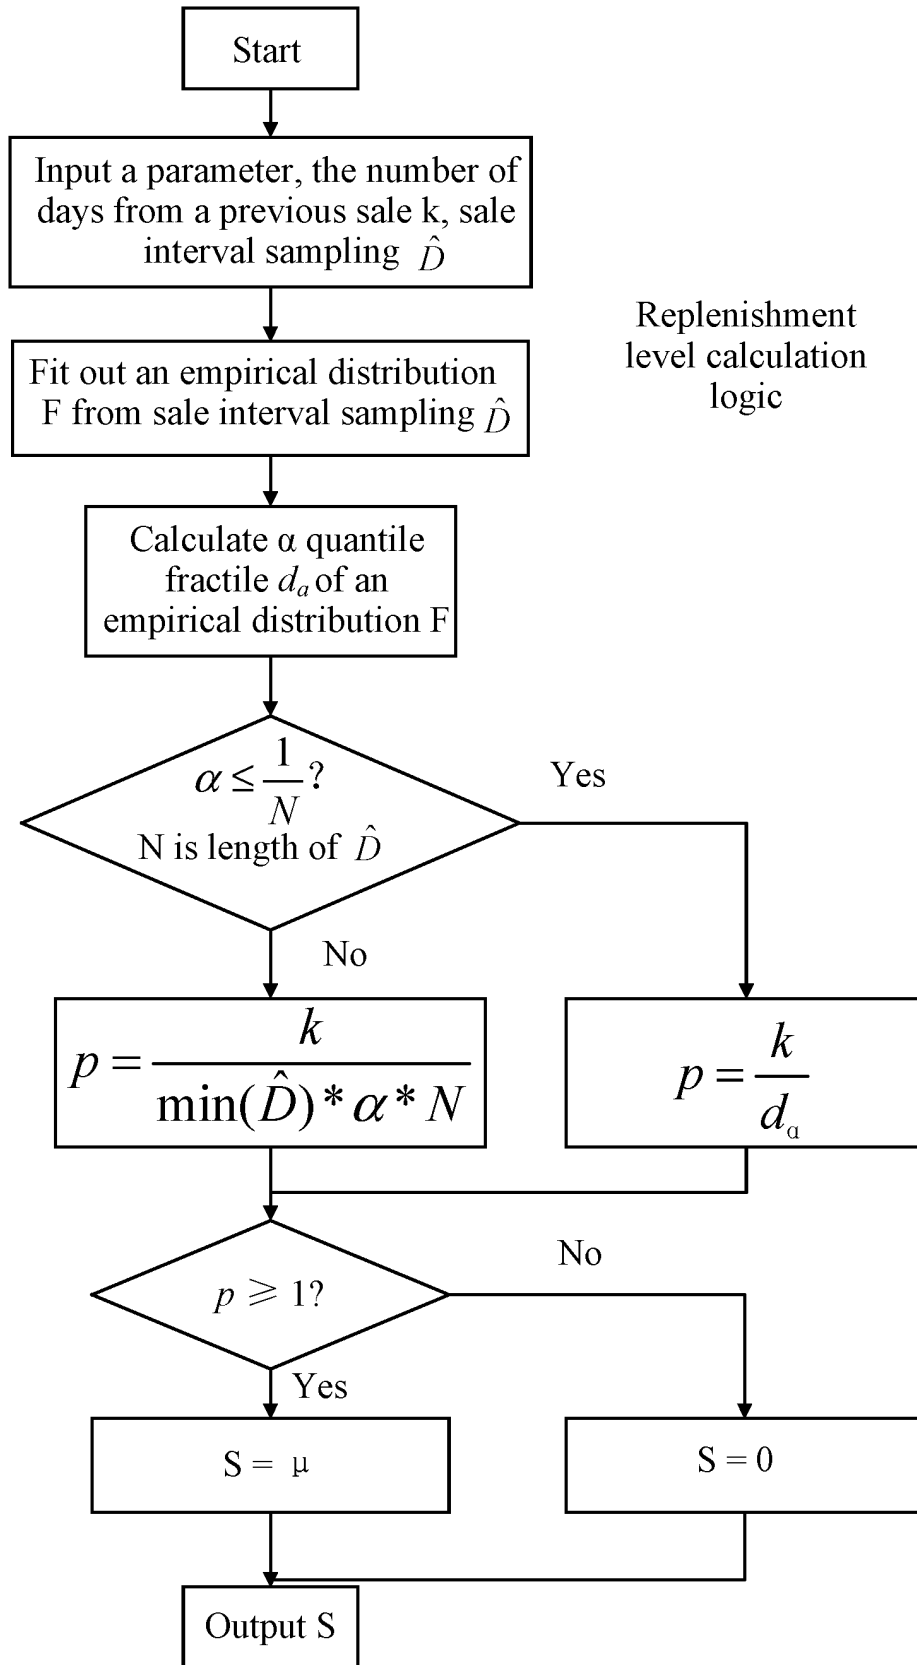 Start
Input a parameter, the number of
days from a previous sale k, sale
interval sampling D̂
Replenishment
level calculation
logic
Fit out an empirical distribution
F from sale interval sampling D̂
Calculate α quantile
fractile dₐ of an
empirical distribution F
α ≤ 1/N ?
N is length of D̂
Yes
No
p = k / (min(D̂) * α * N)
p = k / d_α
p ⩾ 1?
No
Yes
S = μ
S = 0
Output S